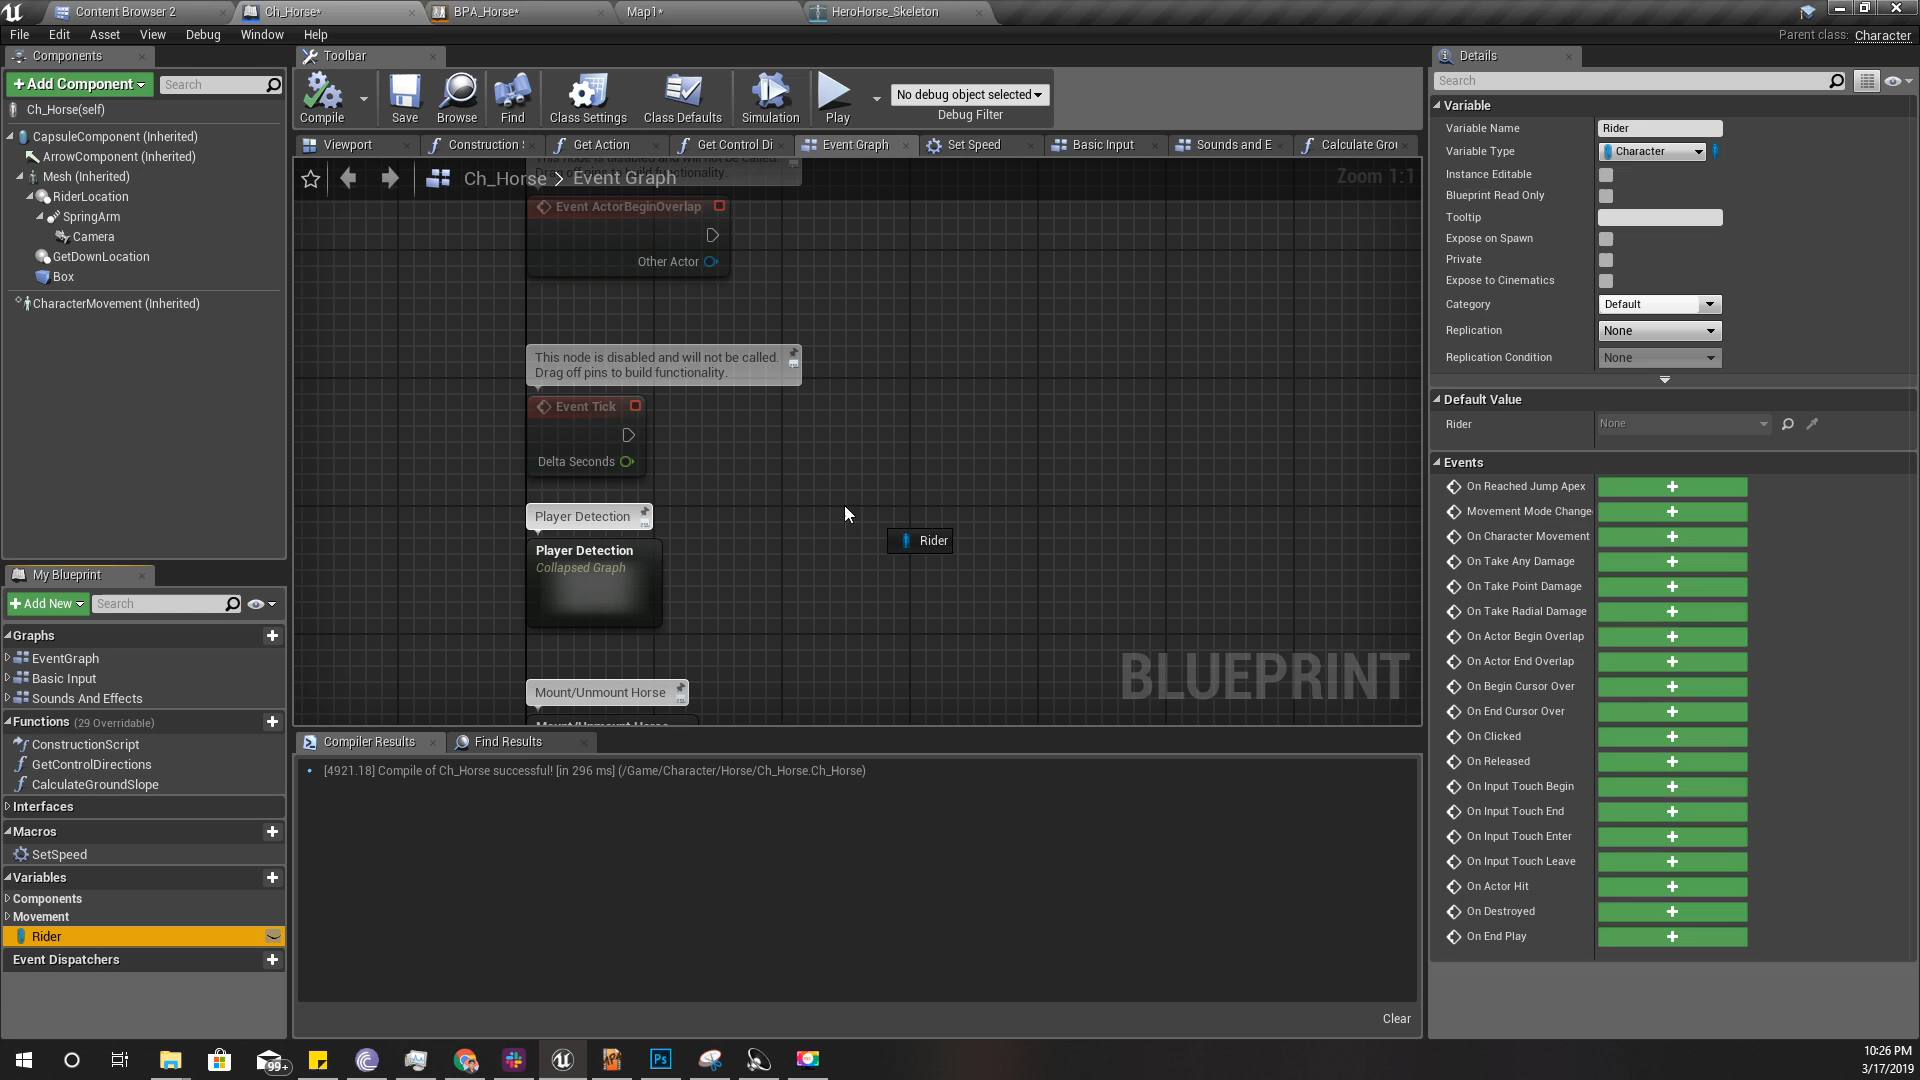 Content Browser 2
Ch_Horse*
BPA_Horse*
Map1*
HeroHorse_Skeleton
File Edit Asset View Debug Window Help
Parent class: Character
Components
Toolbar
Details
Add Component
Search
Ch_Horse(self)
CapsuleComponent (Inherited)
ArrowComponent (Inherited)
Mesh (Inherited)
RiderLocation
SpringArm
Camera
GetDownLocation
Box
CharacterMovement (Inherited)
Compile
Save
Browse
Find
Class Settings
Class Defaults
Simulation
Play
No debug object selected
Debug Filter
Viewport
Construction
Get Action
Get Control Di
Event Graph
Set Speed
Basic Input
Sounds and E
Calculate Grou
Ch_Horse > Event Graph
Zoom 1:1
Event ActorBeginOverlap
Other Actor
This node is disabled and will not be called.
Drag off pins to build functionality.
Event Tick
Delta Seconds
Player Detection
Player Detection
Collapsed Graph
Rider
Mount/Unmount Horse
Mount/Unmount Horse
BLUEPRINT
My Blueprint
Add New
Search
Graphs
EventGraph
Basic Input
Sounds And Effects
Functions (29 Overridable)
ConstructionScript
GetControlDirections
CalculateGroundSlope
Interfaces
Macros
SetSpeed
Variables
Components
Movement
Rider
Event Dispatchers
Compiler Results
Find Results
[4921.18] Compile of Ch_Horse successful! [in 296 ms] (/Game/Character/Horse/Ch_Horse.Ch_Horse)
Clear
Search
Variable
Variable Name Rider
Variable Type Character
Instance Editable
Blueprint Read Only
Tooltip
Expose on Spawn
Private
Expose to Cinematics
Category Default
Replication None
Replication Condition None
Default Value
Rider None
Events
On Reached Jump Apex
Movement Mode Change
On Character Movement
On Take Any Damage
On Take Point Damage
On Take Radial Damage
On Actor Begin Overlap
On Actor End Overlap
On Begin Cursor Over
On End Cursor Over
On Clicked
On Released
On Input Touch Begin
On Input Touch End
On Input Touch Enter
On Input Touch Leave
On Actor Hit
On Destroyed
On End Play
99+
Ps
10:26 PM
3/17/2019